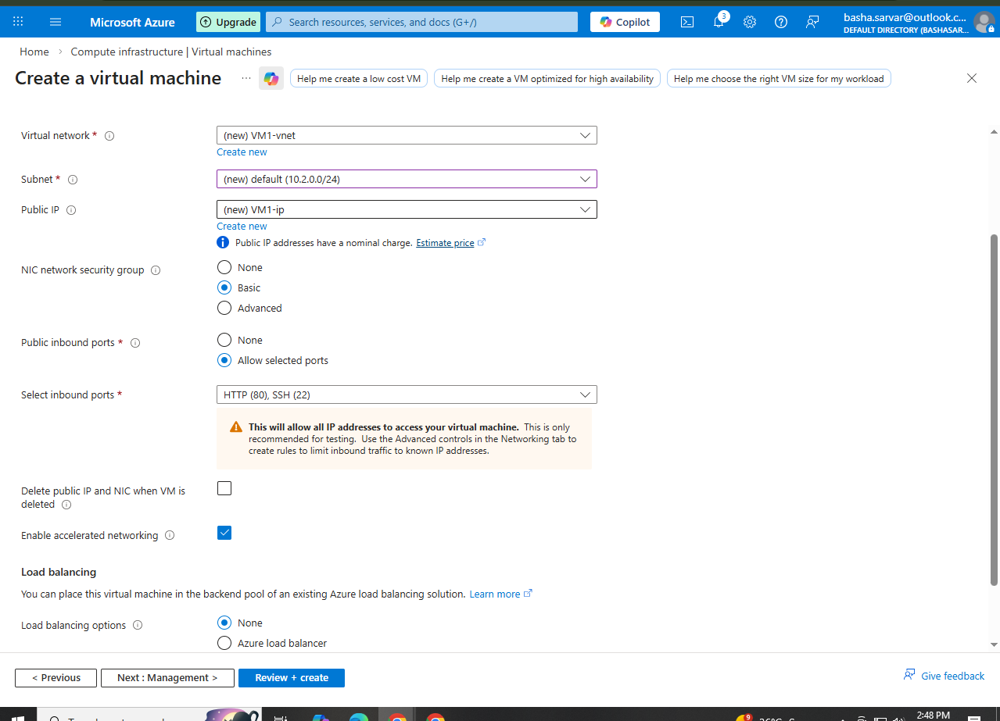 Microsoft Azure
Upgrade
Search resources, services, and docs (G+/)
Copilot
3
basha.sarvar@outlook.c...
DEFAULT DIRECTORY (BASHASAR...
Home > Compute infrastructure | Virtual machines
Create a virtual machine ...
Help me create a low cost VM
Help me create a VM optimized for high availability
Help me choose the right VM size for my workload
Virtual network *
(new) VM1-vnet
Create new
Subnet *
(new) default (10.2.0.0/24)
Public IP
(new) VM1-ip
Create new
Public IP addresses have a nominal charge. Estimate price
NIC network security group
None
Basic
Advanced
Public inbound ports *
None
Allow selected ports
Select inbound ports *
HTTP (80), SSH (22)
This will allow all IP addresses to access your virtual machine. This is only
recommended for testing. Use the Advanced controls in the Networking tab to
create rules to limit inbound traffic to known IP addresses.
Delete public IP and NIC when VM is
deleted
Enable accelerated networking
Load balancing
You can place this virtual machine in the backend pool of an existing Azure load balancing solution. Learn more
Load balancing options
None
Azure load balancer
< Previous
Next : Management >
Review + create
Give feedback
9
2:48 PM